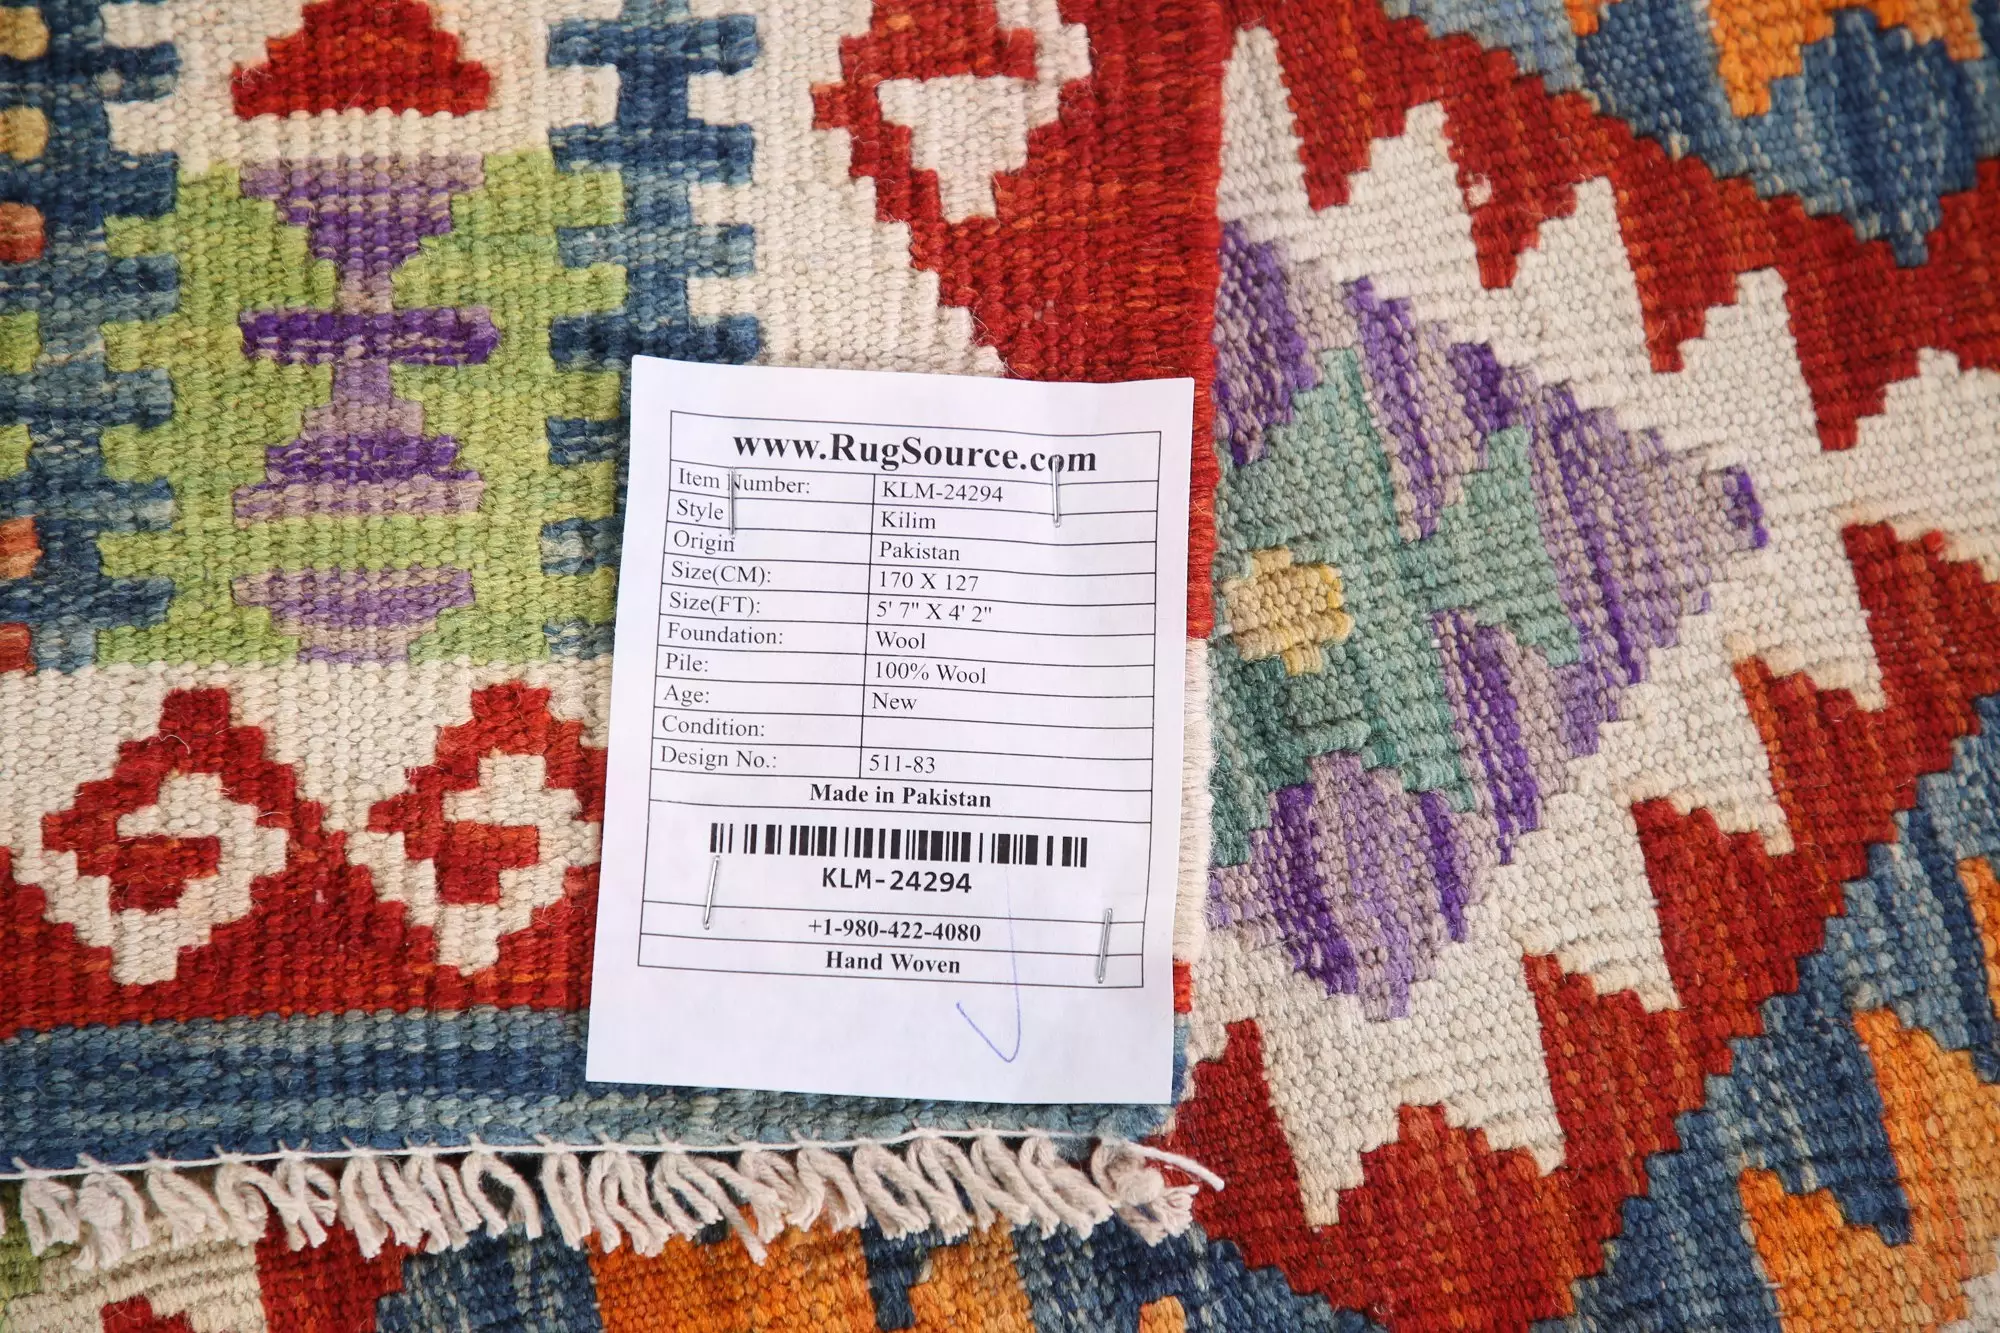 www.RugSource.com
Item Number: KLM-24294
Style Kilim
Origin Pakistan
Size(CM): 170 X 127
Size(FT): 5' 7" X 4' 2"
Foundation: Wool
Pile: 100% Wool
Age: New
Condition:
Design No.: 511-83
Made in Pakistan
KLM-24294
+1-980-422-4080
Hand Woven